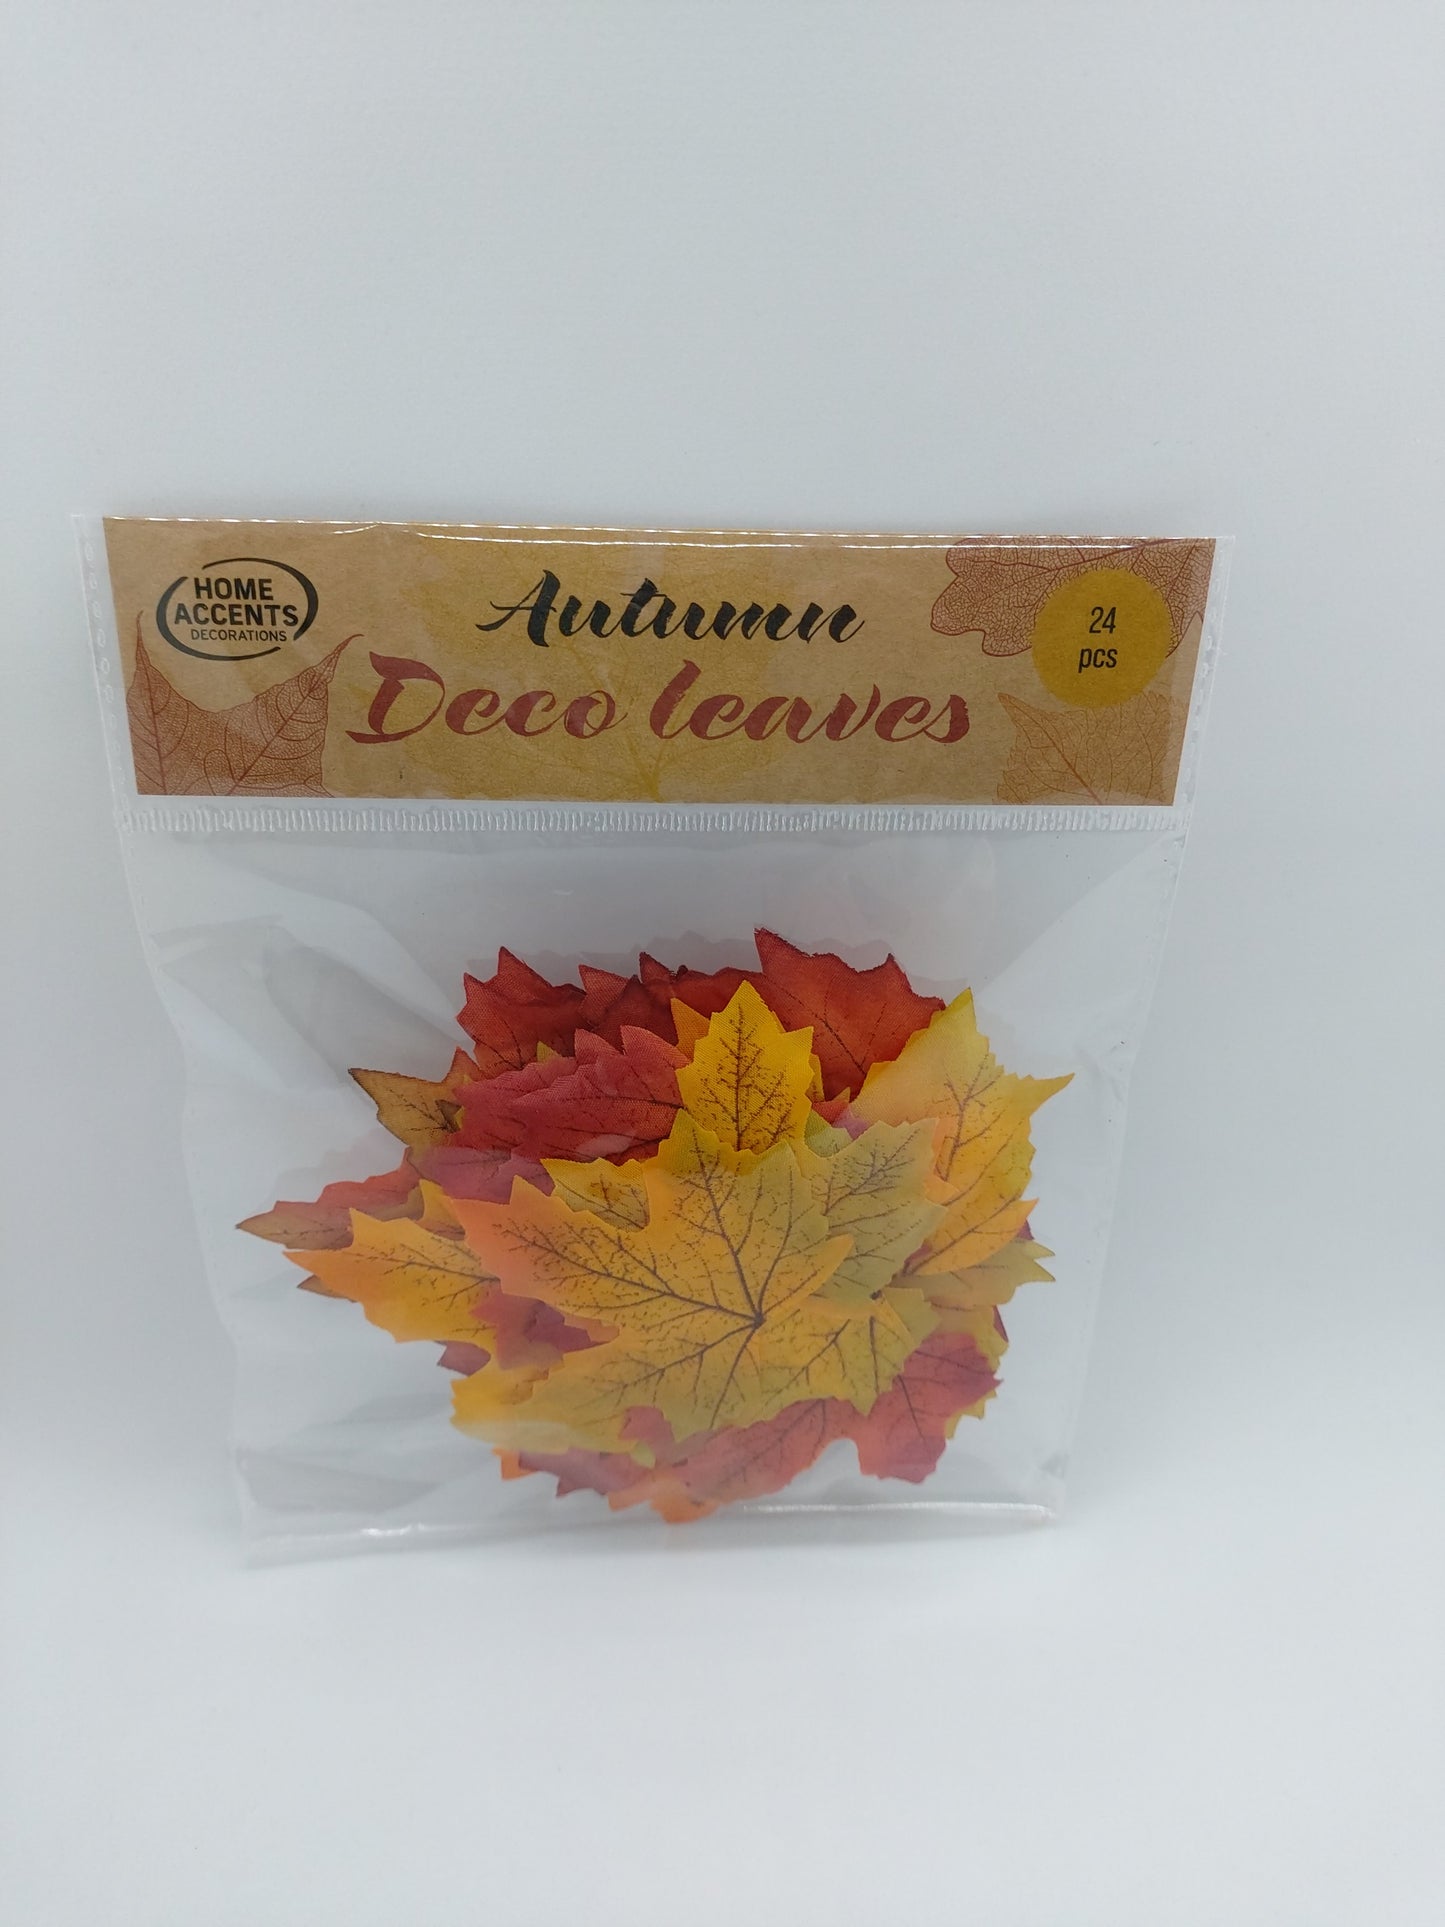 HOME
ACCENTS
DECORATIONS
Autumn
Deco leaves
24
pcs